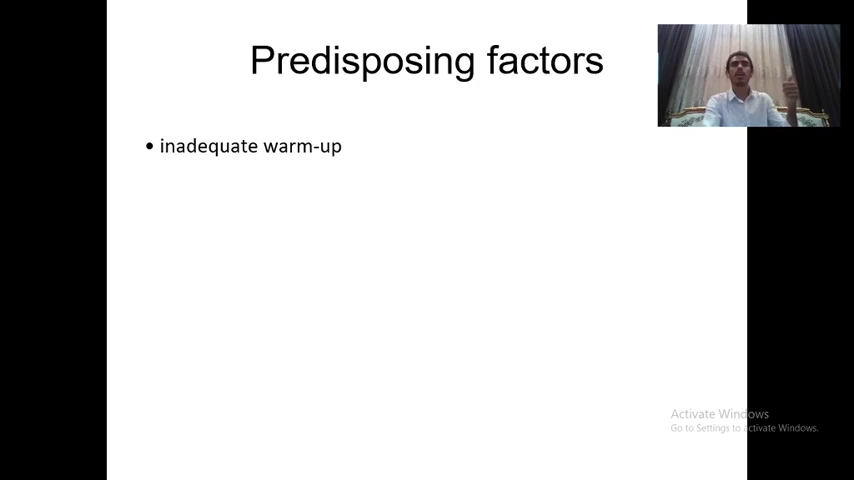 Predisposing factors
• inadequate warm-up
Activate Windows
Go to Settings to activate Windows.